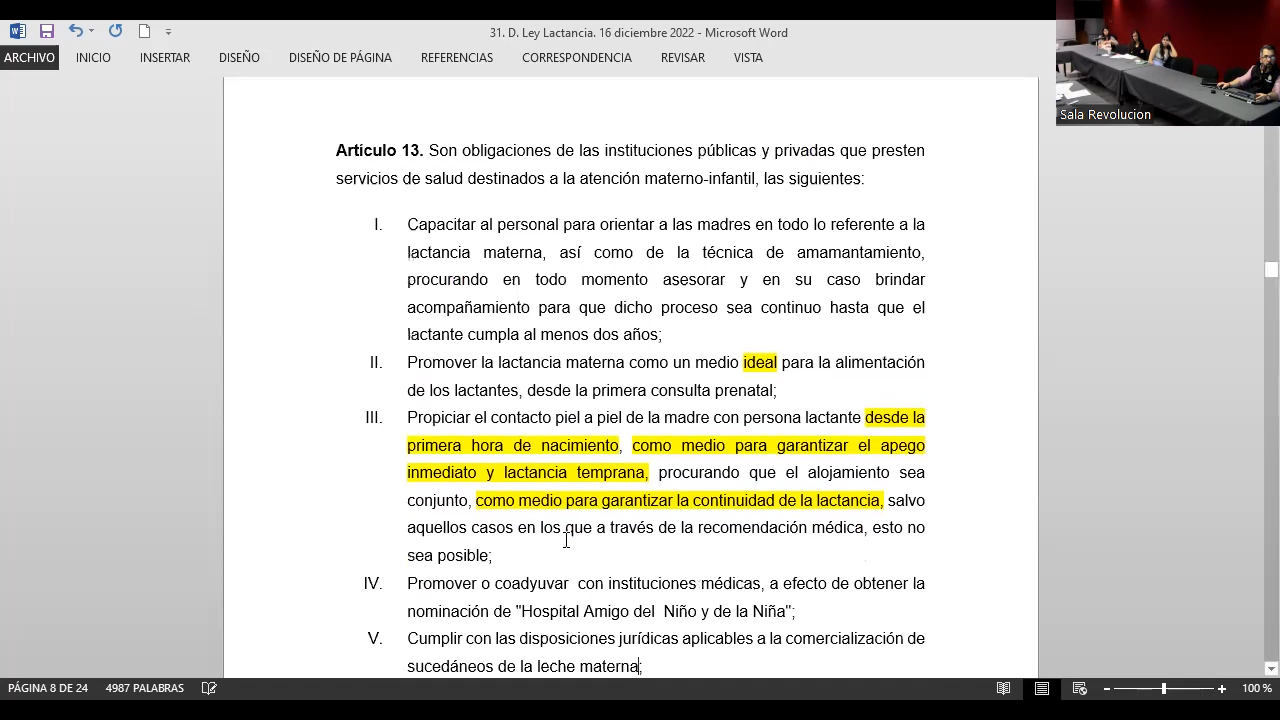 31. D. Ley Lactancia. 16 diciembre 2022 - Microsoft Word
ARCHIVO INICIO INSERTAR DISEÑO DISEÑO DE PÁGINA REFERENCIAS CORRESPONDENCIA REVISAR VISTA
Sala Revolucion
Artículo 13. Son obligaciones de las instituciones públicas y privadas que presten
servicios de salud destinados a la atención materno-infantil, las siguientes:
I. Capacitar al personal para orientar a las madres en todo lo referente a la
lactancia materna, así como de la técnica de amamantamiento,
procurando en todo momento asesorar y en su caso brindar
acompañamiento para que dicho proceso sea continuo hasta que el
lactante cumpla al menos dos años;
II. Promover la lactancia materna como un medio ideal para la alimentación
de los lactantes, desde la primera consulta prenatal;
III. Propiciar el contacto piel a piel de la madre con persona lactante desde la
primera hora de nacimiento, como medio para garantizar el apego
inmediato y lactancia temprana, procurando que el alojamiento sea
conjunto, como medio para garantizar la continuidad de la lactancia, salvo
aquellos casos en los que a través de la recomendación médica, esto no
sea posible;
IV. Promover o coadyuvar con instituciones médicas, a efecto de obtener la
nominación de "Hospital Amigo del Niño y de la Niña";
V. Cumplir con las disposiciones jurídicas aplicables a la comercialización de
sucedáneos de la leche materna;
PÁGINA 8 DE 24 4987 PALABRAS 100 %